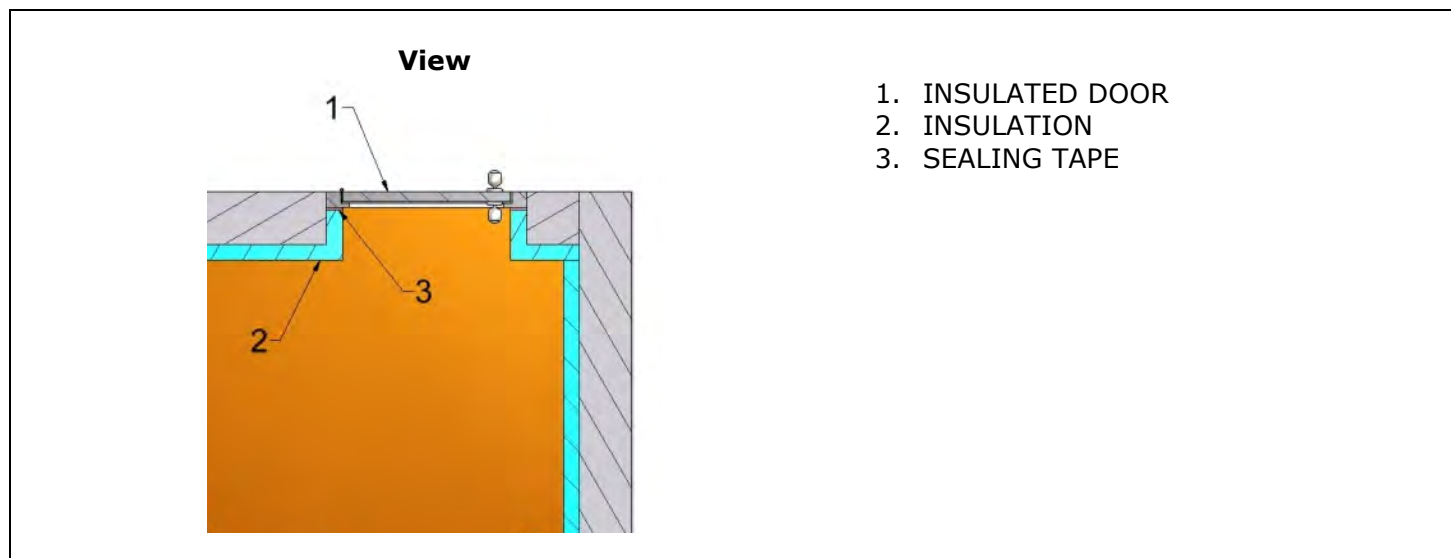 View
1
3
2
1. INSULATED DOOR
2. INSULATION
3. SEALING TAPE